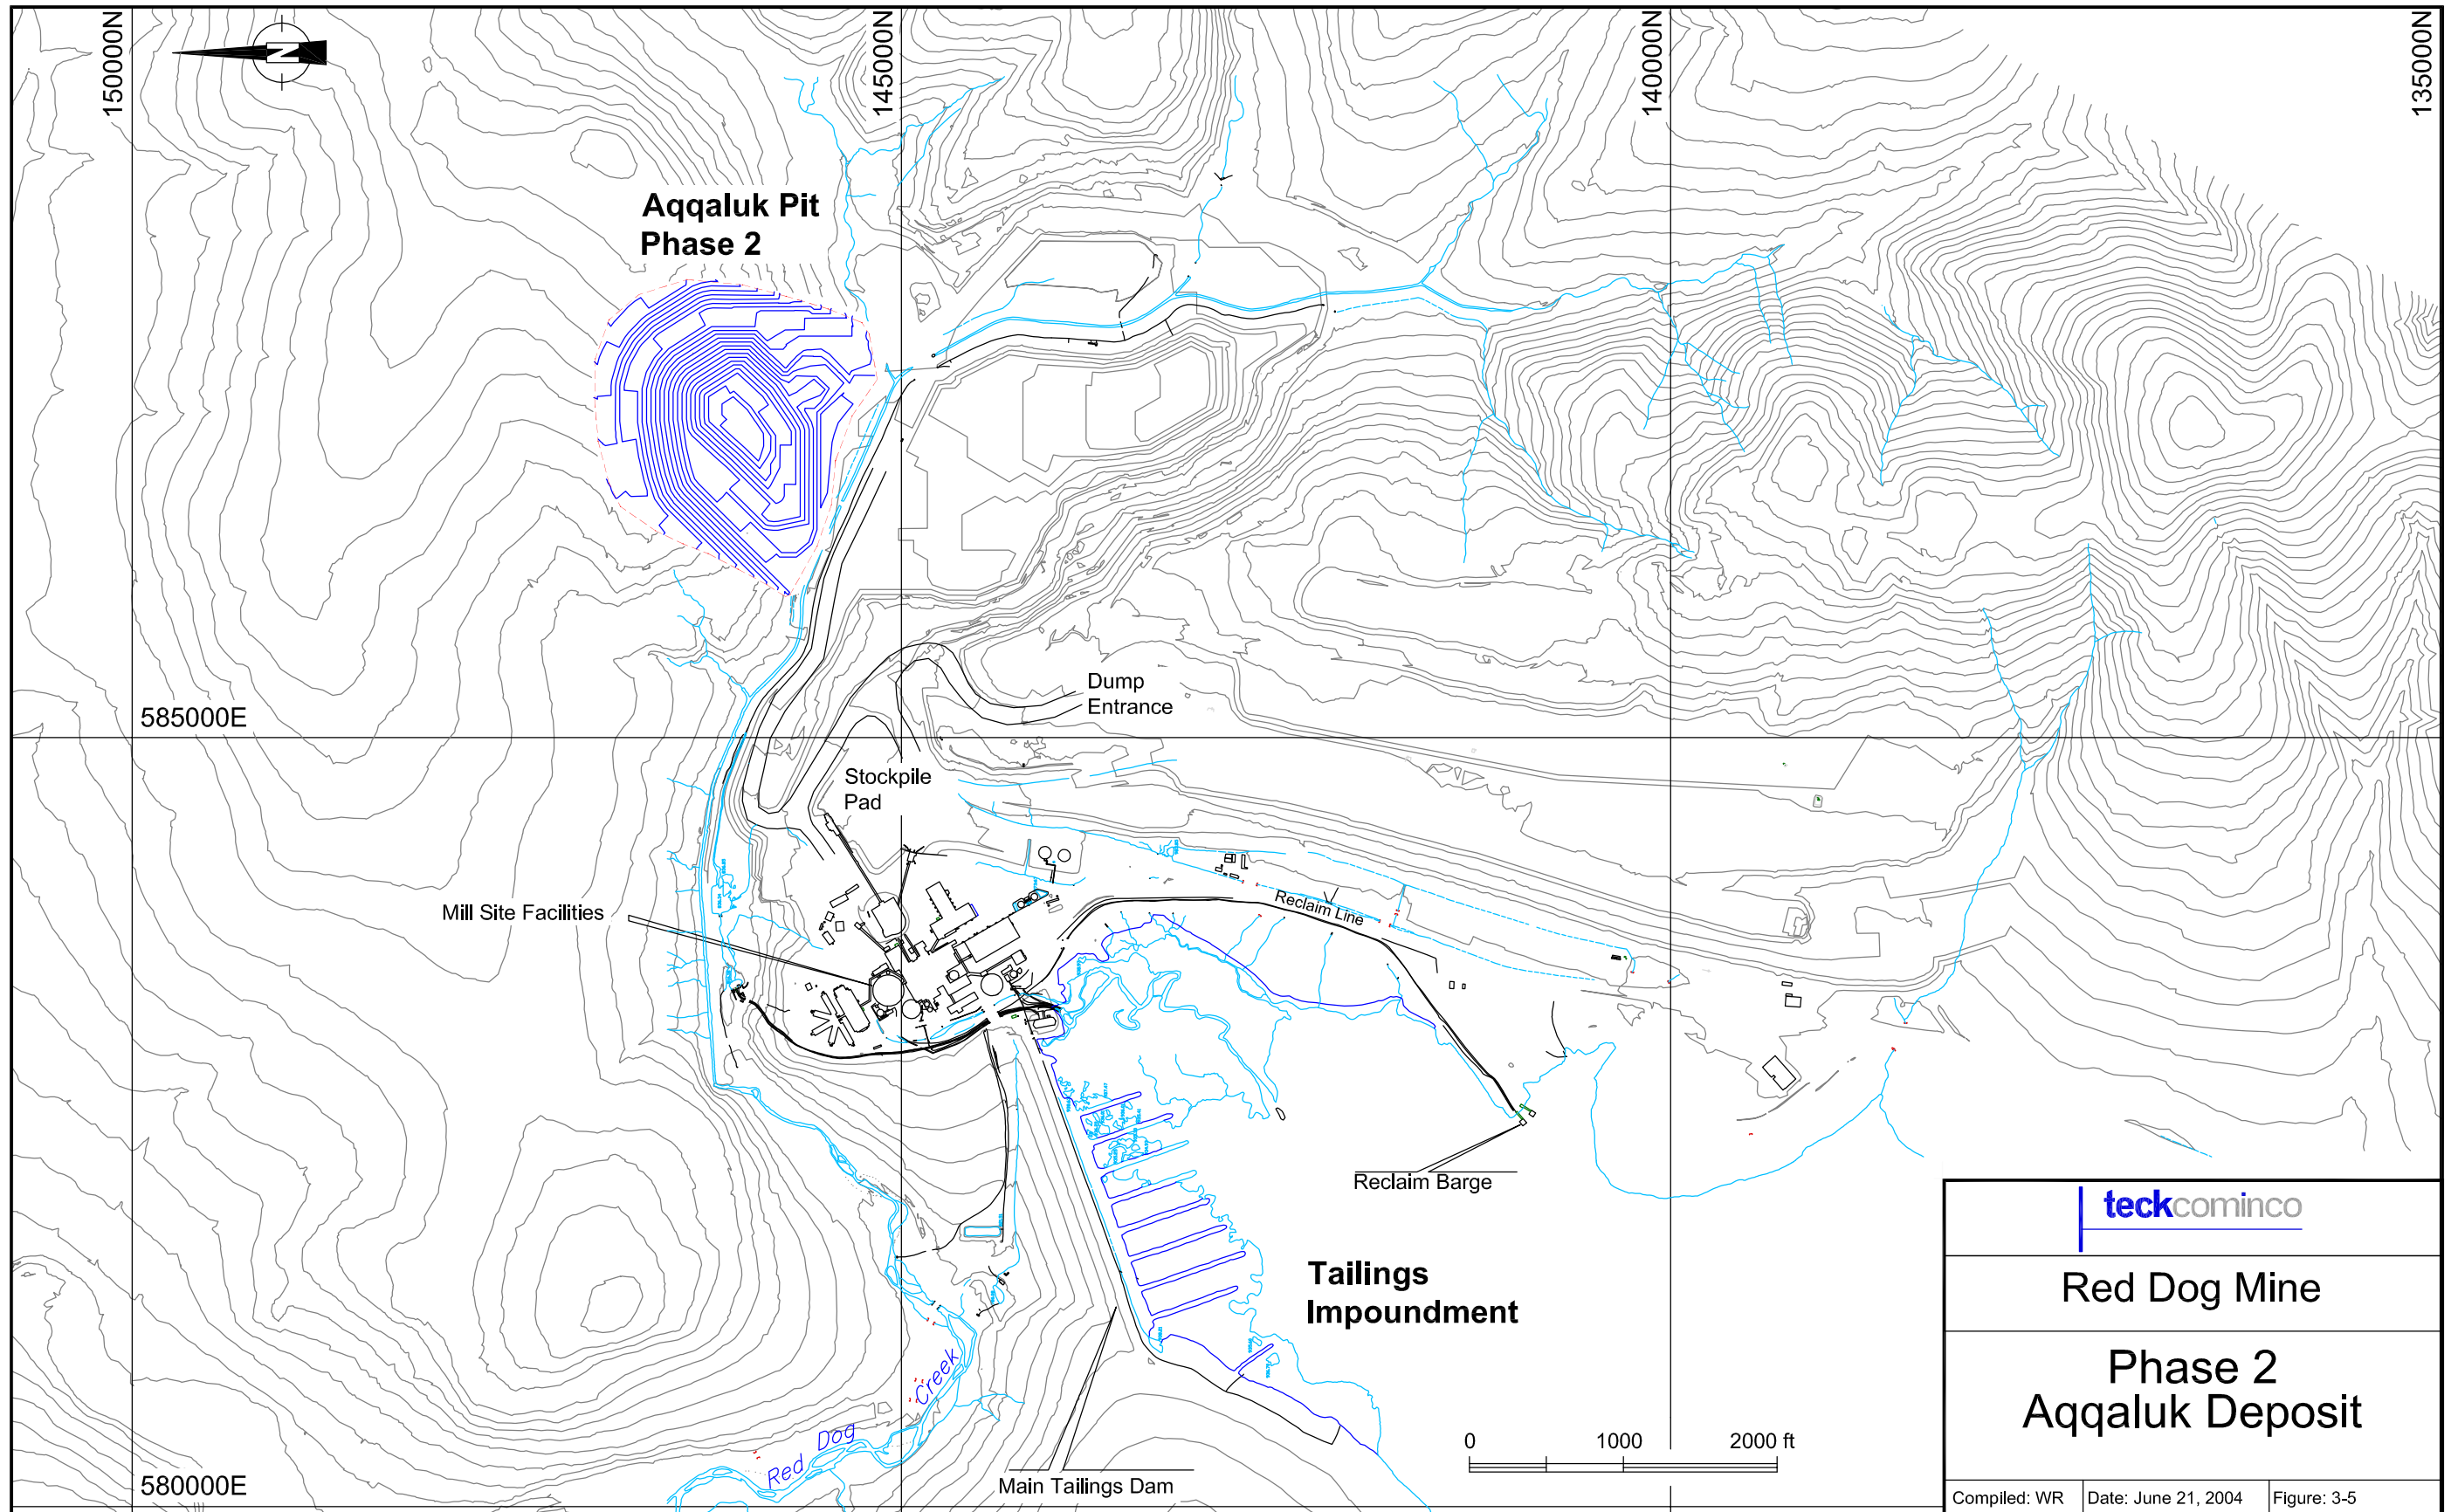 150000N
145000N
140000N
135000N
N
Aqqaluk Pit
Phase 2
Dump
Entrance
585000E
Stockpile
Pad
Mill Site Facilities
Reclaim Line
Reclaim Barge
Tailings
Impoundment
Red Dog Creek
Main Tailings Dam
580000E
0 1000 2000 ft
teckcominco
Red Dog Mine
Phase 2
Aqqaluk Deposit
Compiled: WR Date: June 21, 2004 Figure: 3-5